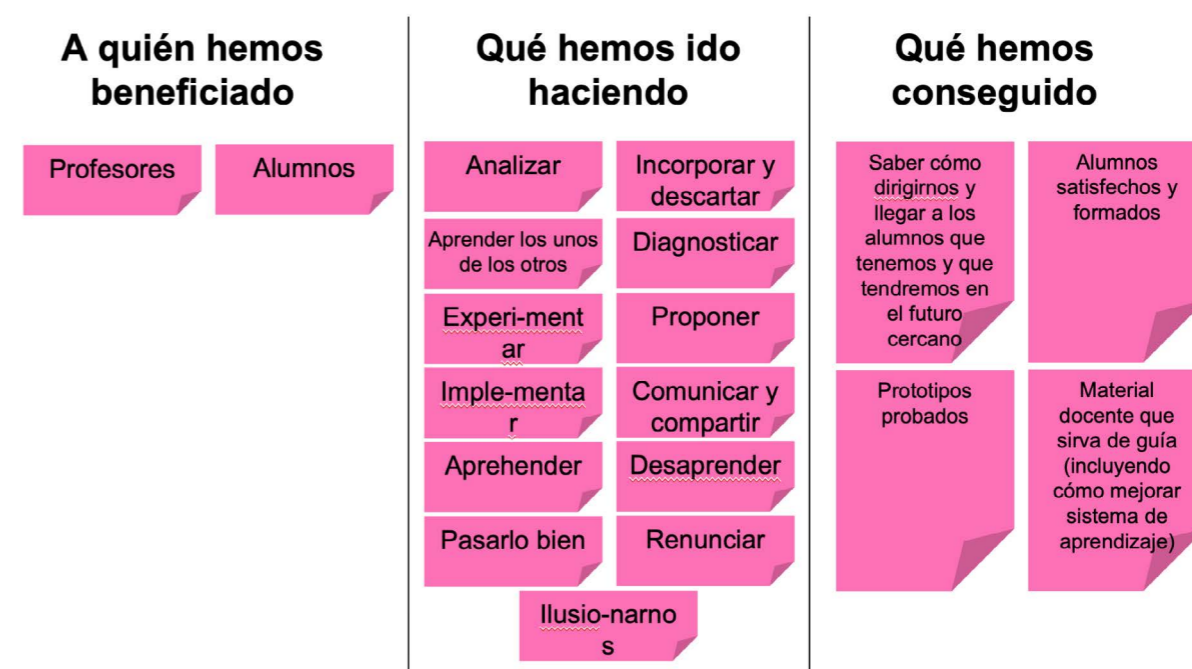 A quién hemos
beneficiado
Profesores
Alumnos
Qué hemos ido
haciendo
Analizar
Incorporar y
descartar
Aprender los unos
de los otros
Diagnosticar
Experi-ment
ar
Proponer
Imple-menta
r
Comunicar y
compartir
Aprehender
Desaprender
Pasarlo bien
Renunciar
Ilusio-narno
s
Qué hemos
conseguido
Saber cómo
dirigirnos y
llegar a los
alumnos que
tenemos y que
tendremos en
el futuro
cercano
Alumnos
satisfechos y
formados
Prototipos
probados
Material
docente que
sirva de guía
(incluyendo
cómo mejorar
sistema de
aprendizaje)